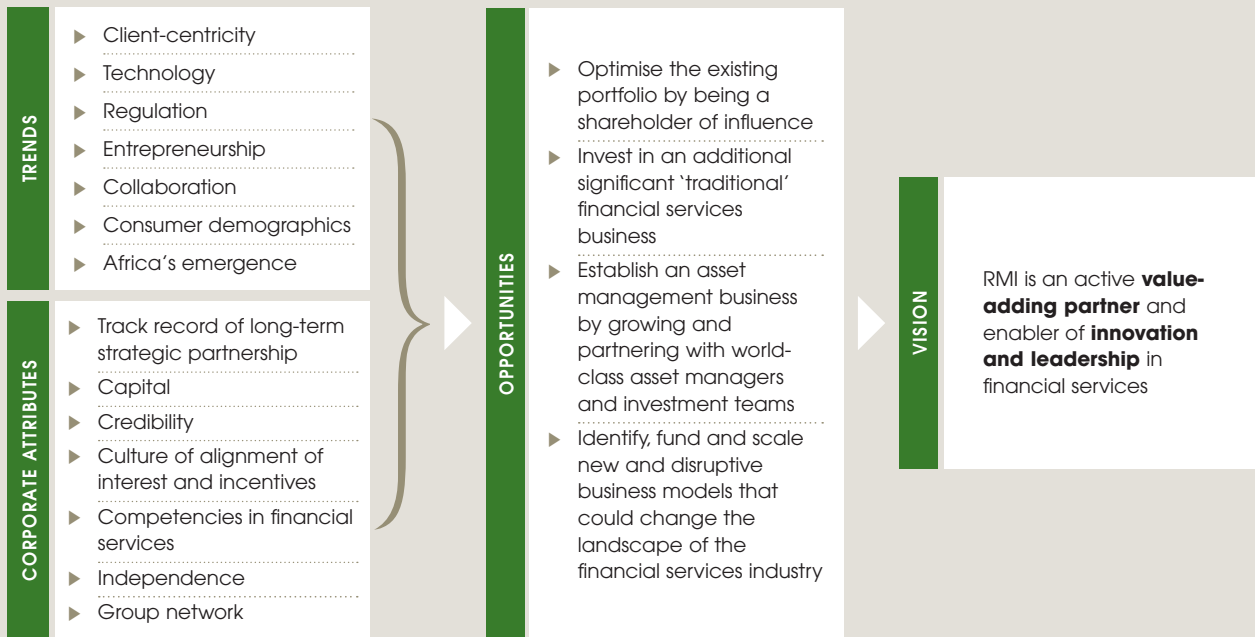 TRENDS
Client-centricity
Technology
Regulation
Entrepreneurship
Collaboration
Consumer demographics
Africa's emergence
CORPORATE ATTRIBUTES
Track record of long-term
strategic partnership
Capital
Credibility
Culture of alignment of
interest and incentives
Competencies in financial
services
Independence
Group network
OPPORTUNITIES
Optimise the existing
portfolio by being a
shareholder of influence
Invest in an additional
significant 'traditional'
financial services
business
Establish an asset
management business
by growing and
partnering with world-
class asset managers
and investment teams
Identify, fund and scale
new and disruptive
business models that
could change the
landscape of the
financial services industry
VISION
RMI is an active value-
adding partner and
enabler of innovation
and leadership in
financial services